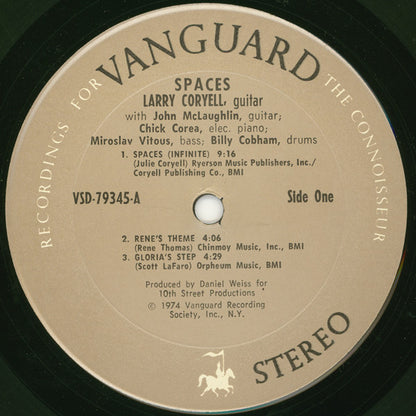 RECORDINGS FOR VANGUARD THE CONNOISSEUR
SPACES
LARRY CORYELL, guitar
with John McLaughlin, guitar;
Chick Corea, elec. piano;
Miroslav Vitous, bass; Billy Cobham, drums
1. SPACES (INFINITE) 9:16
(Julie Coryell) Ryerson Music Publishers, Inc./
Coryell Publishing Co., BMI
VSD-79345-A Side One
2. RENE'S THEME 4:06
(Rene Thomas) Chinmoy Music, Inc., BMI
3. GLORIA'S STEP 4:29
(Scott LaFaro) Orpheum Music, BMI
Produced by Daniel Weiss for
10th Street Productions
© 1974 Vanguard Recording
Society, Inc., N.Y.
STEREO